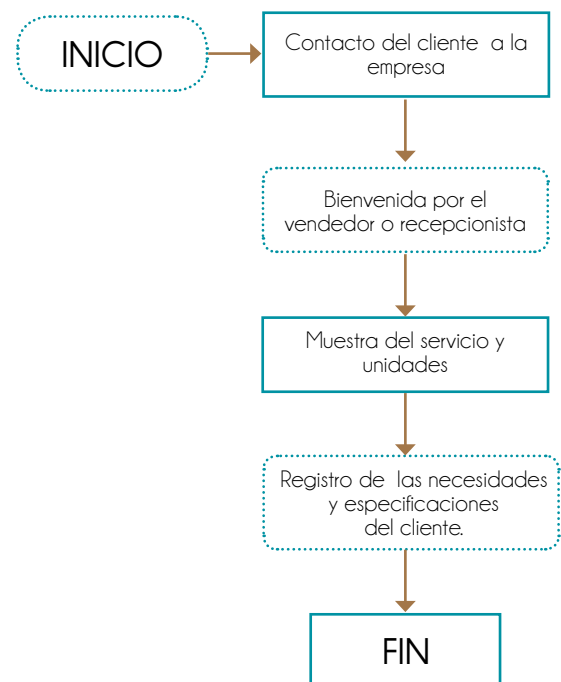 INICIO
Contacto del cliente a la
empresa
Bienvenida por el
vendedor o recepcionista
Muestra del servicio y
unidades
Registro de las necesidades
y especificaciones
del cliente.
FIN